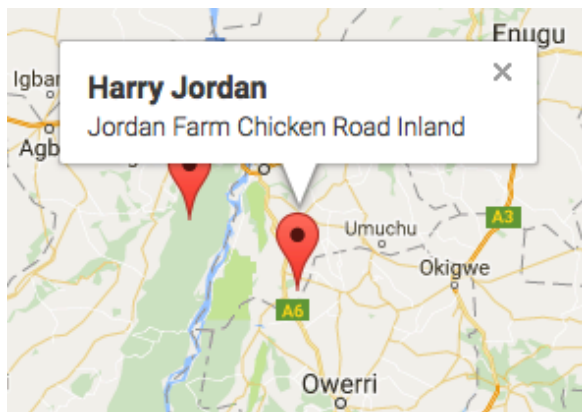 Enugu
Harry Jordan
Jordan Farm Chicken Road Inland
Igbar
Agb
A3
Umuchu
Okigwe
A6
Owerri